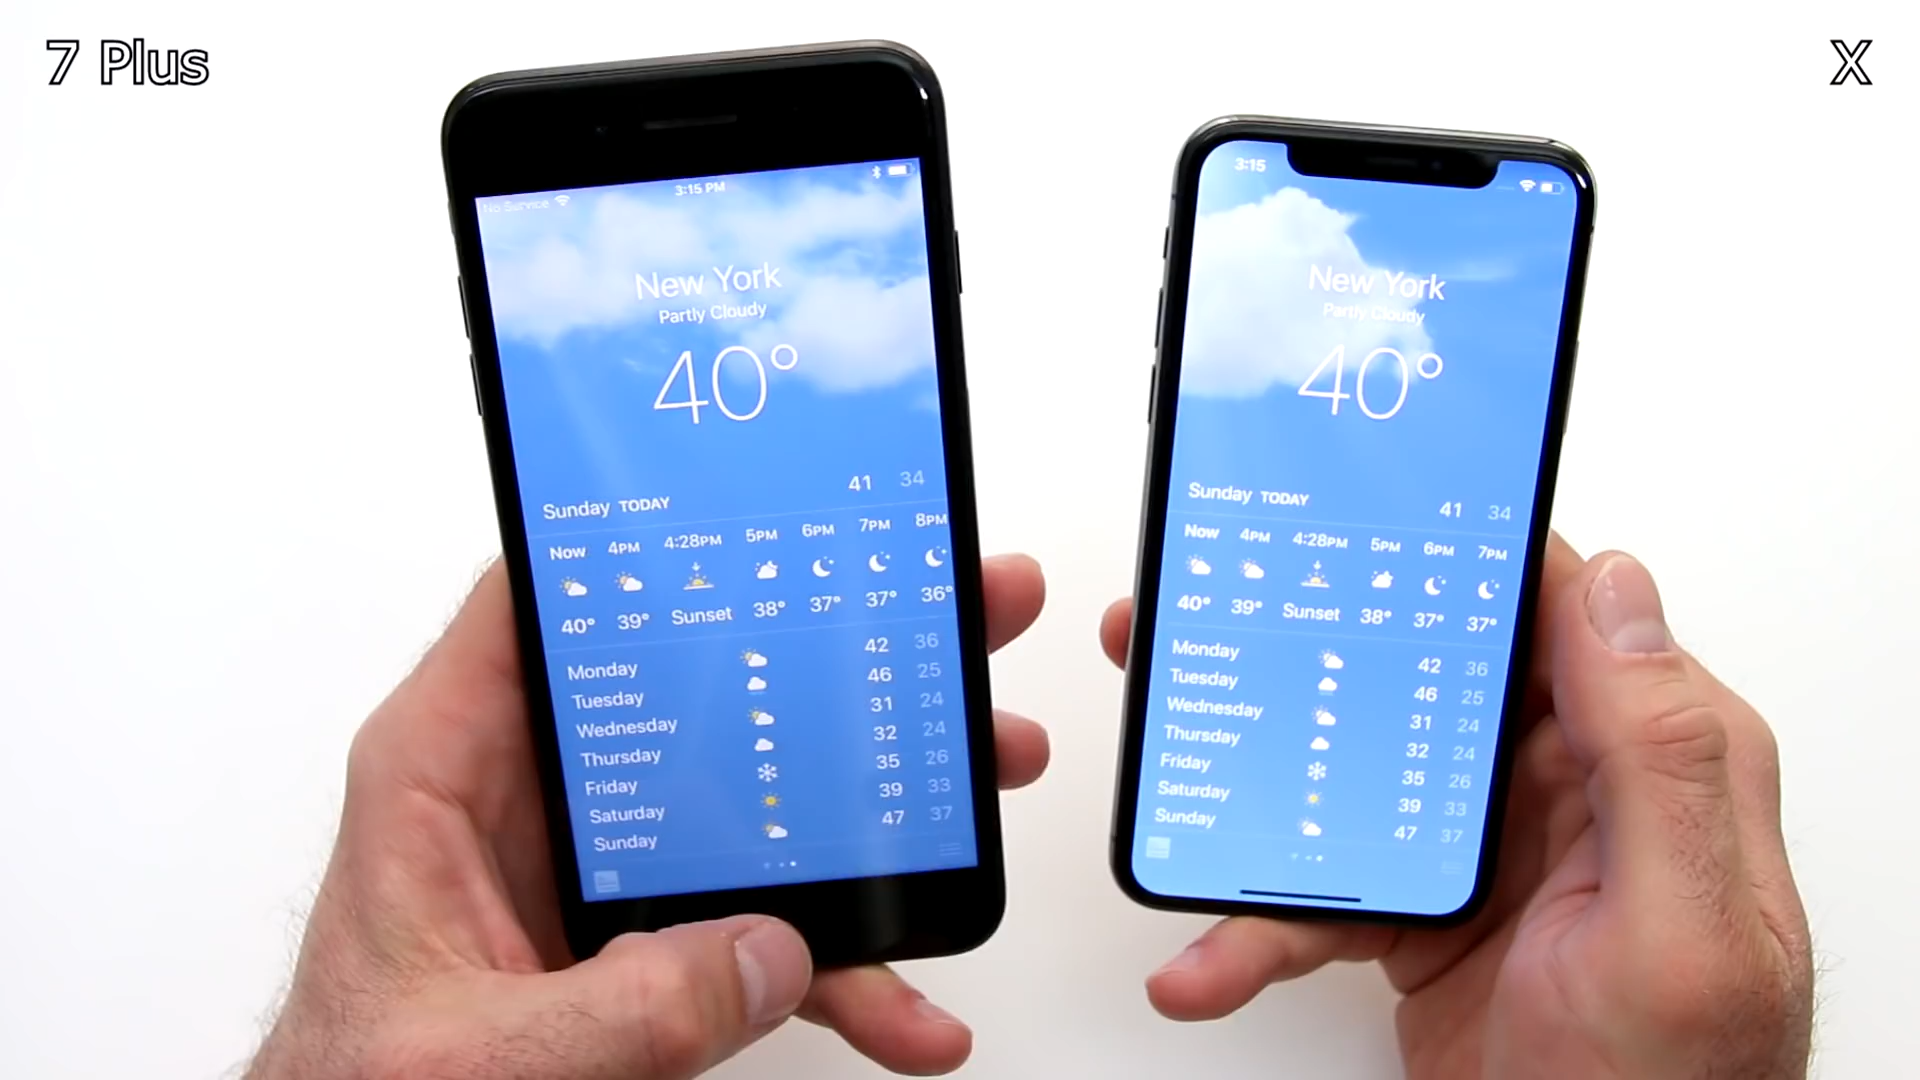 7 Plus
X
No Service
3:15 PM
New York
Partly Cloudy
40°
Sunday TODAY 41 34
Now 4PM 4:28PM 5PM 6PM 7PM 8PM
40° 39° Sunset 38° 37° 37° 36°
Monday 42 36
Tuesday 46 25
Wednesday 31 24
Thursday 32 24
Friday 35 26
Saturday 39 33
Sunday 47 37
3:15
New York
Partly Cloudy
40°
Sunday TODAY 41 34
Now 4PM 4:28PM 5PM 6PM 7PM
40° 39° Sunset 38° 37° 37°
Monday 42 36
Tuesday 46 25
Wednesday 31 24
Thursday 32 24
Friday 35 26
Saturday 39 33
Sunday 47 37